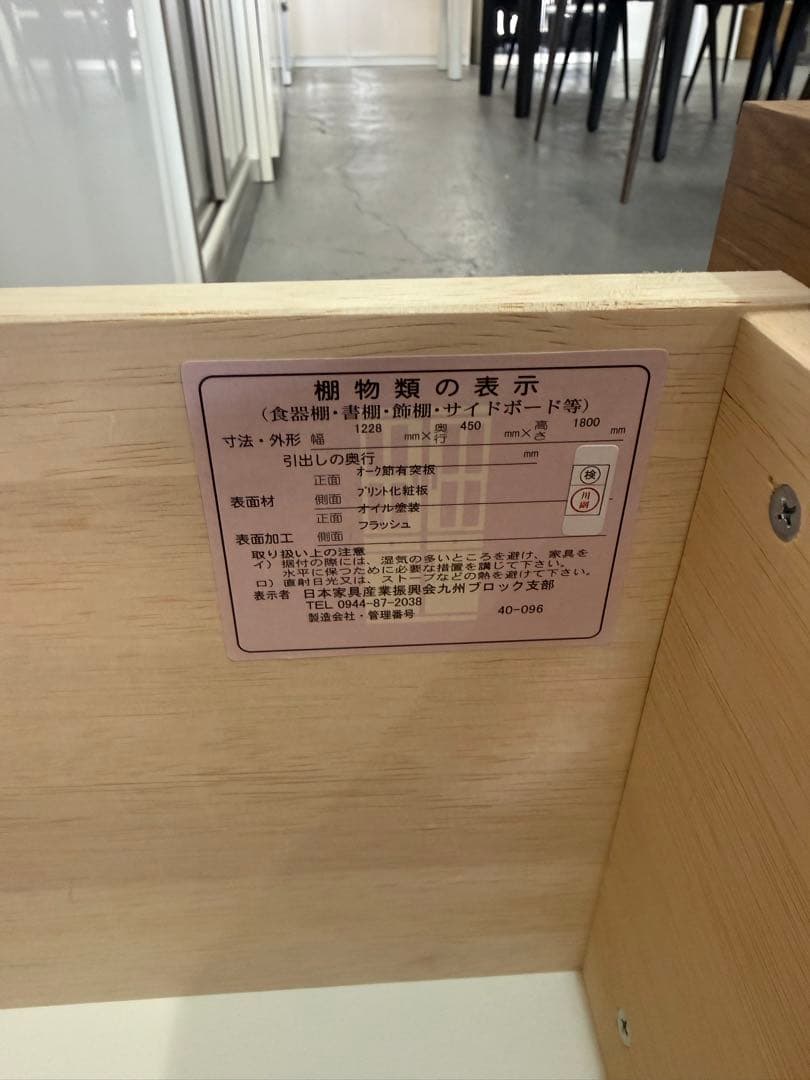 棚物類の表示
(食器棚・書棚・飾棚・サイドボード等)
寸法・外形 幅 1228 mm×奥行 450 mm×高さ 1800 mm
引出しの奥行 mm
表面材 正面 オーク節有突板
側面 プリント化粧板
表面加工 正面 オイル塗装
側面 フラッシュ
検
川嶋
取り扱い上の注意
イ) 据付の際には、湿気の多いところを避け、家具を
水平に保つために必要な措置を講じて下さい。
ロ) 直射日光又は、ストーブなどの熱を避けて下さい。
表示者 日本家具産業振興会九州ブロック支部
TEL 0944-87-2038
製造会社・管理番号 40-096